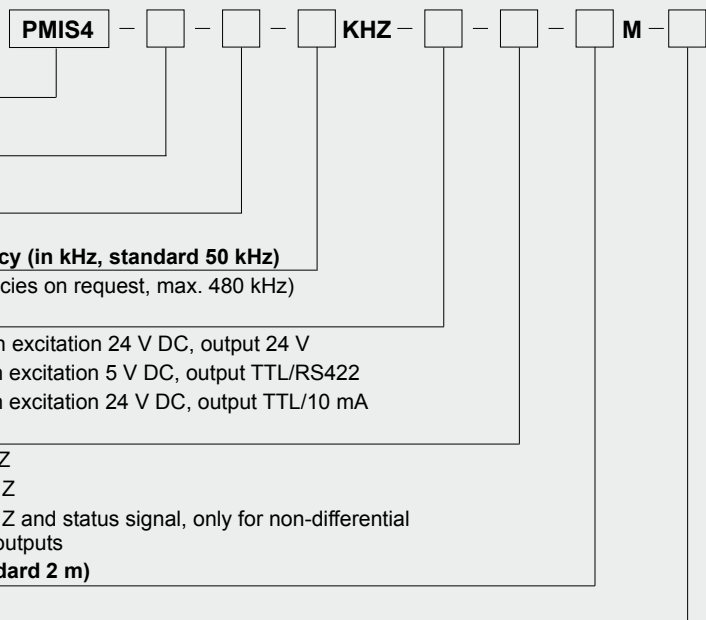 PMIS4 – – – KHZ – – – M –
cy (in kHz, standard 50 kHz)
cies on request, max. 480 kHz)
n excitation 24 V DC, output 24 V
n excitation 5 V DC, output TTL/RS422
n excitation 24 V DC, output TTL/10 mA
Z
Z
Z and status signal, only for non-differential
outputs
dard 2 m)